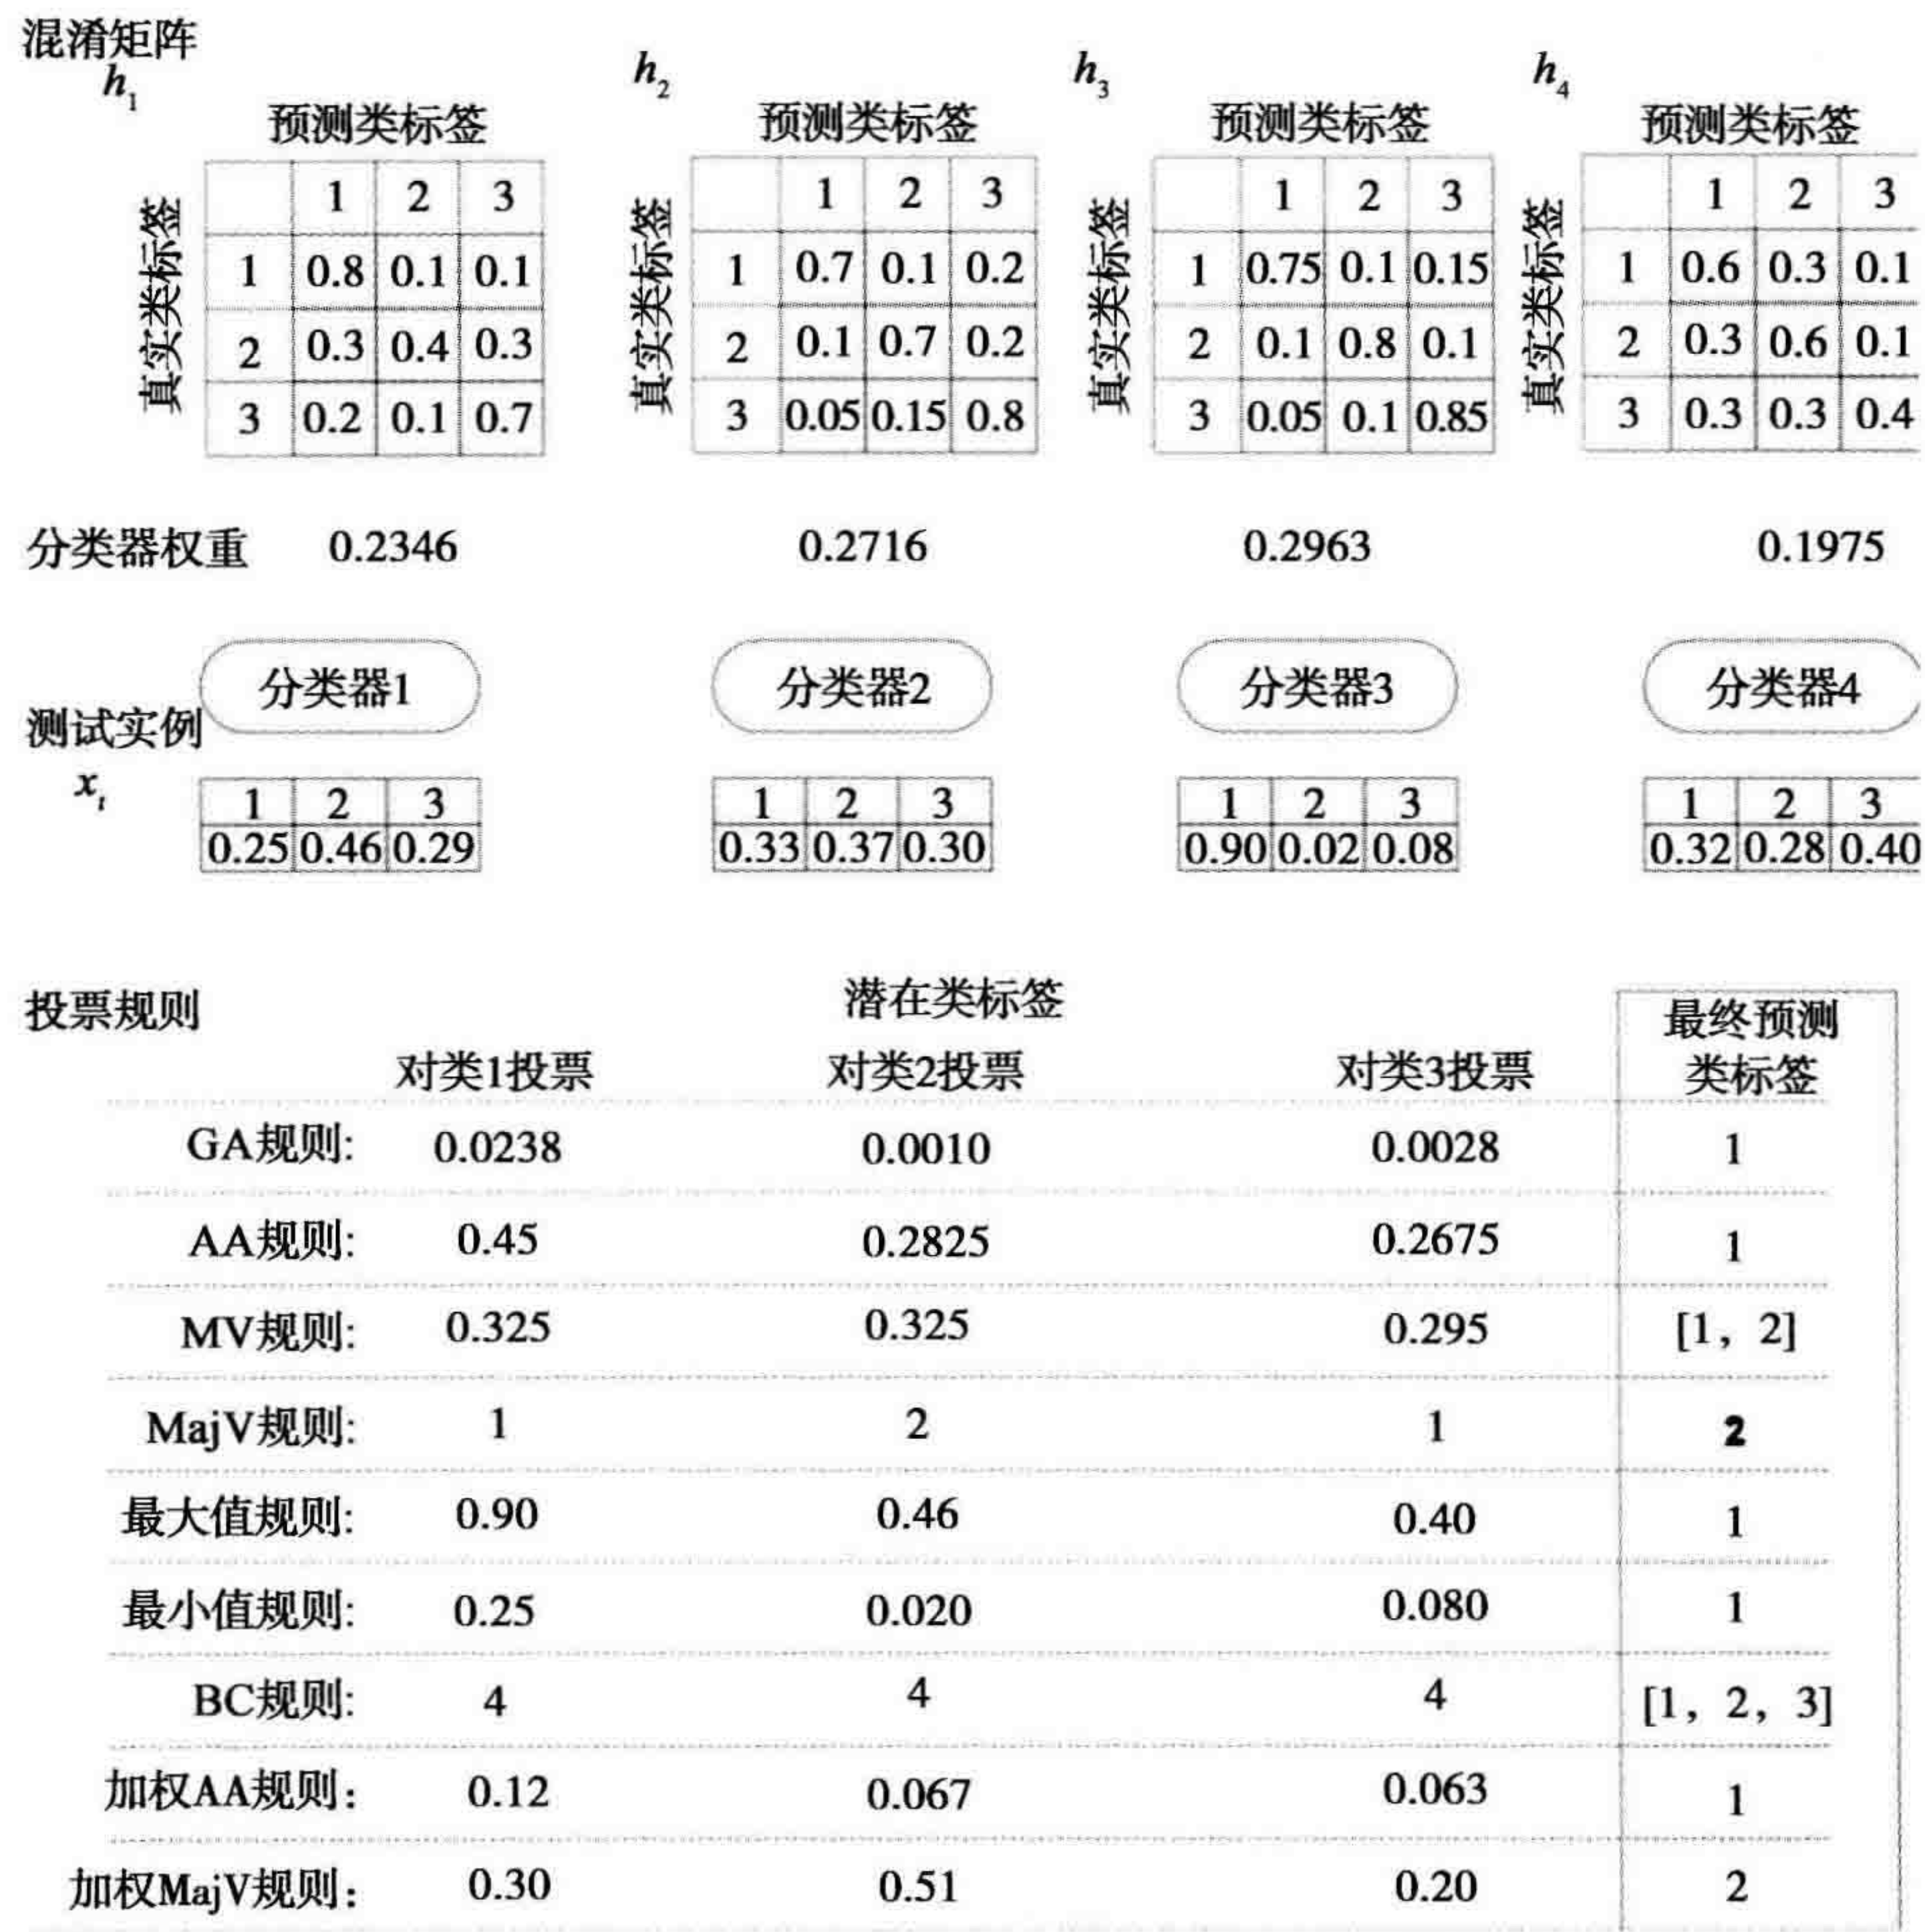 混淆矩阵
h1 h2 h3 h4
预测类标签 预测类标签 预测类标签 预测类标签
真实类标签 真实类标签 真实类标签 真实类标签
1 2 3 1 2 3 1 2 3 1 2 3
1 0.8 0.1 0.1 1 0.7 0.1 0.2 1 0.75 0.1 0.15 1 0.6 0.3 0.1
2 0.3 0.4 0.3 2 0.1 0.7 0.2 2 0.1 0.8 0.1 2 0.3 0.6 0.1
3 0.2 0.1 0.7 3 0.05 0.15 0.8 3 0.05 0.1 0.85 3 0.3 0.3 0.4
分类器权重 0.2346 0.2716 0.2963 0.1975
分类器1 分类器2 分类器3 分类器4
测试实例
xt
1 2 3 1 2 3 1 2 3 1 2 3
0.25 0.46 0.29 0.33 0.37 0.30 0.90 0.02 0.08 0.32 0.28 0.40
投票规则 潜在类标签 最终预测
对类1投票 对类2投票 对类3投票 类标签
GA规则: 0.0238 0.0010 0.0028 1
AA规则: 0.45 0.2825 0.2675 1
MV规则: 0.325 0.325 0.295 [1, 2]
MajV规则: 1 2 1 2
最大值规则: 0.90 0.46 0.40 1
最小值规则: 0.25 0.020 0.080 1
BC规则: 4 4 4 [1, 2, 3]
加权AA规则: 0.12 0.067 0.063 1
加权MajV规则: 0.30 0.51 0.20 2